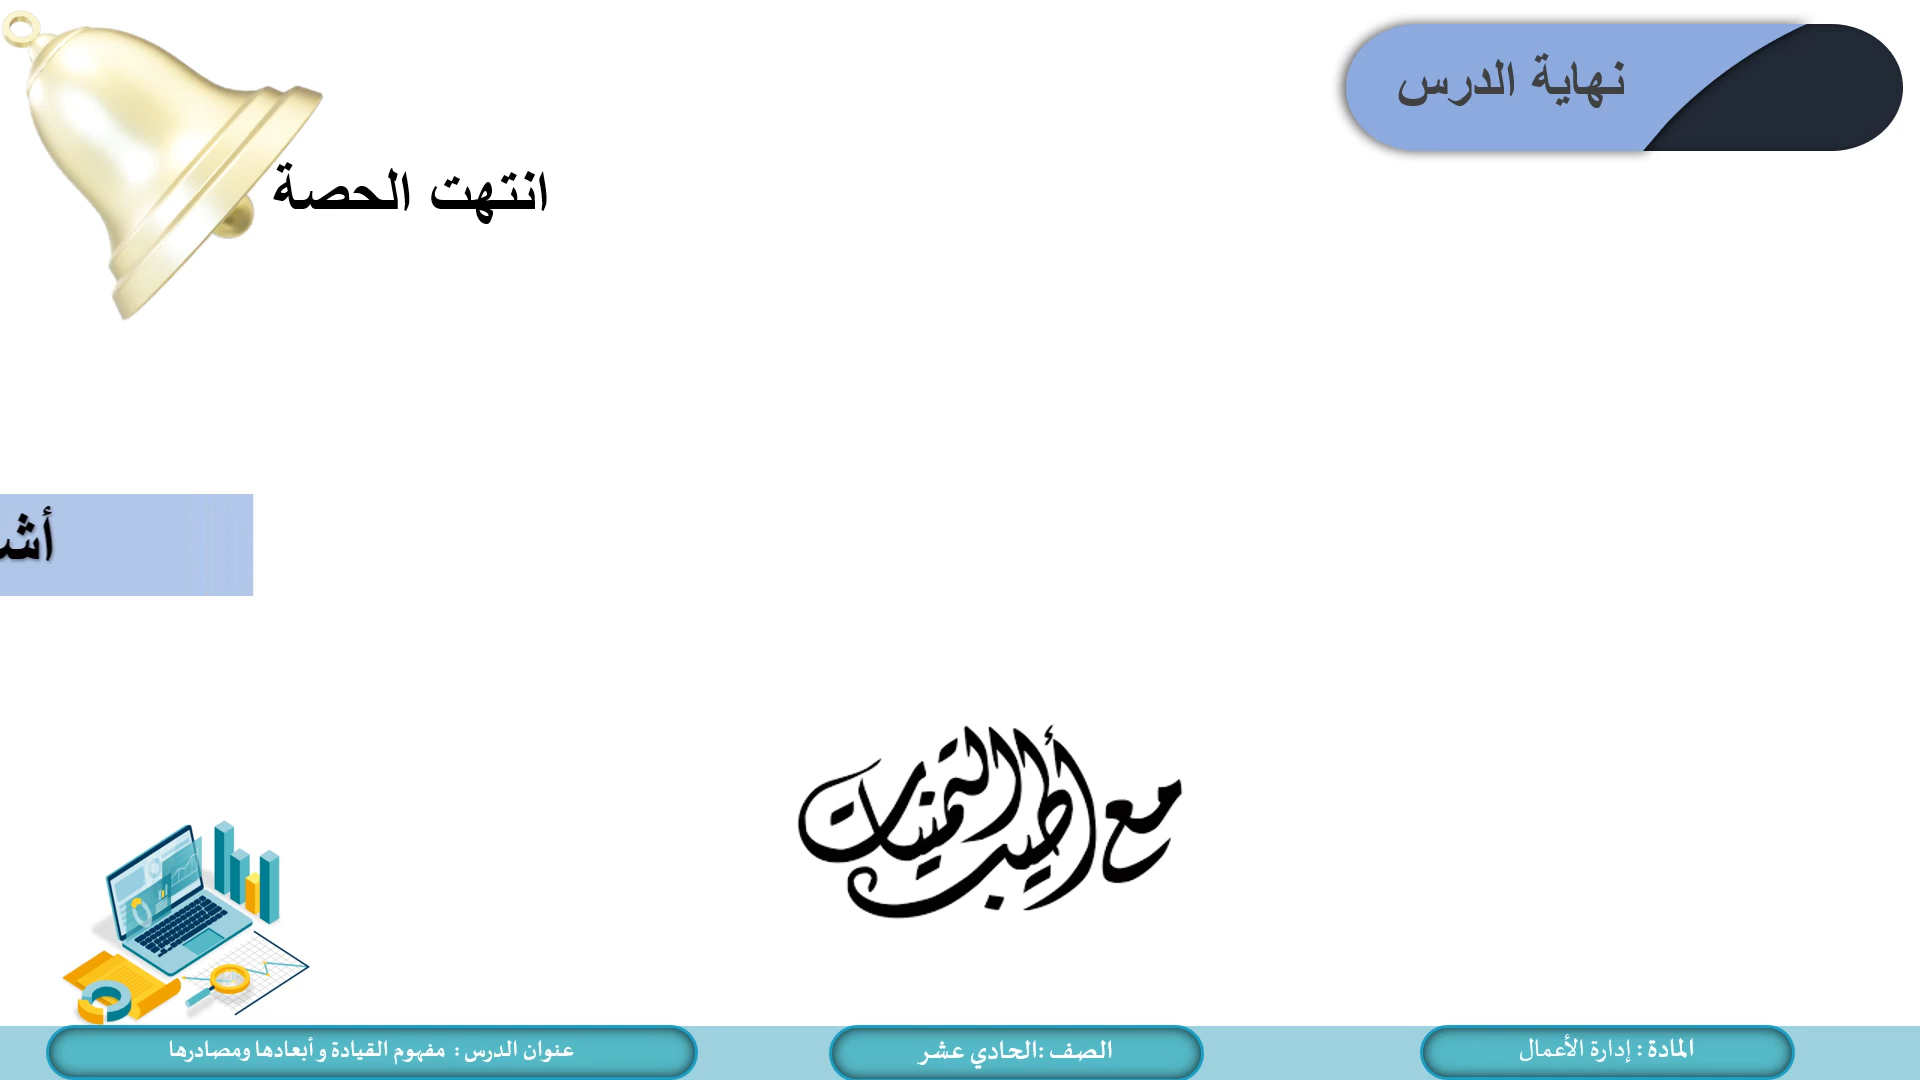 نهاية الدرس
انتهت الحصة
مع أطيب التمنيات
المادة : إدارة الأعمال
الصف :الحادي عشر
عنوان الدرس : مفهوم القيادة و أبعادها ومصادرها